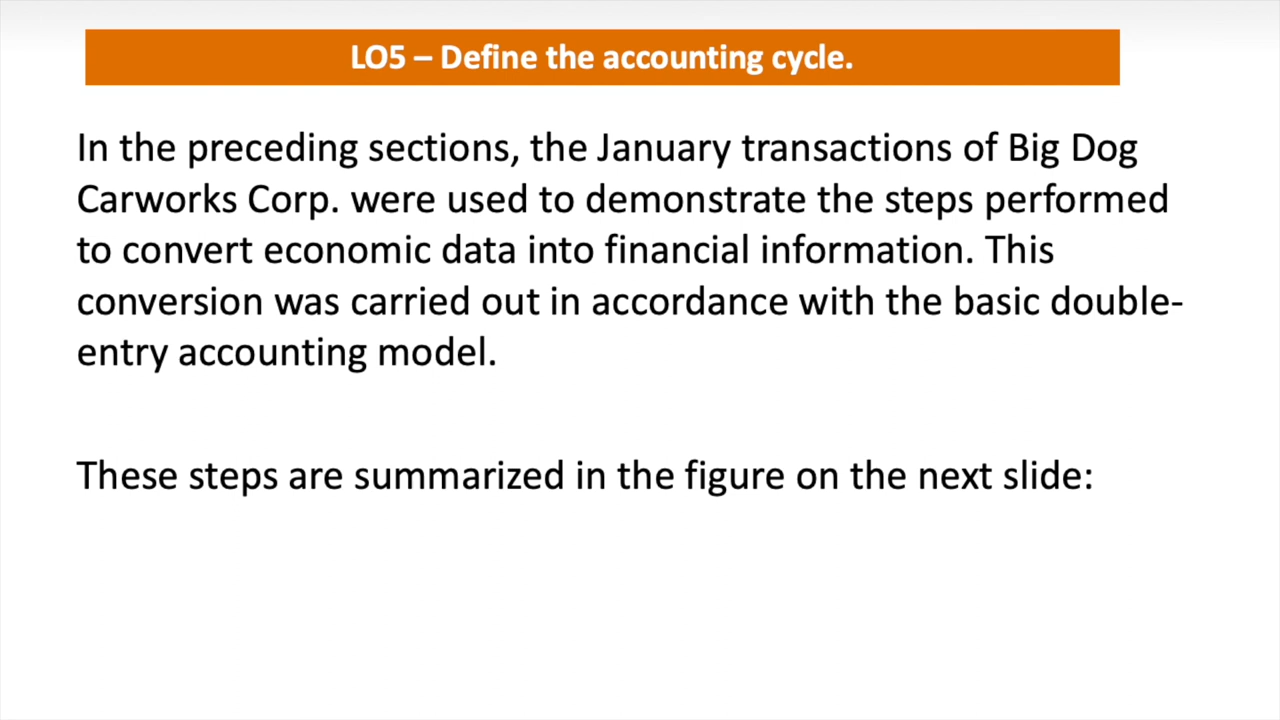 LO5 – Define the accounting cycle.
In the preceding sections, the January transactions of Big Dog
Carworks Corp. were used to demonstrate the steps performed
to convert economic data into financial information. This
conversion was carried out in accordance with the basic double-
entry accounting model.
These steps are summarized in the figure on the next slide: